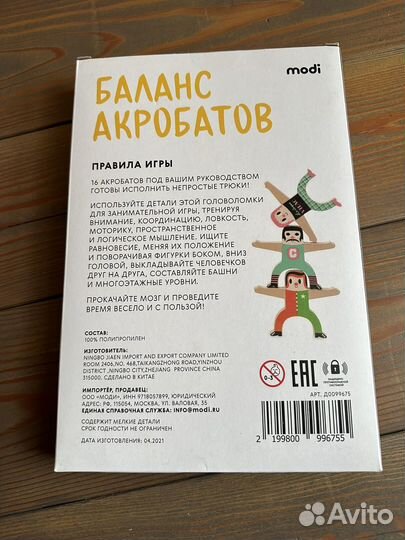 БАЛАНС
АКРОБАТОВ
modi
ПРАВИЛА ИГРЫ
16 АКРОБАТОВ ПОД ВАШИМ РУКОВОДСТВОМ
ГОТОВЫ ИСПОЛНИТЬ НЕПРОСТЫЕ ТРЮКИ!
ИСПОЛЬЗУЙТЕ ДЕТАЛИ ЭТОЙ ГОЛОВОЛОМКИ
ДЛЯ ЗАНИМАТЕЛЬНОЙ ИГРЫ, ТРЕНИРУЯ
ВНИМАНИЕ, КООРДИНАЦИЮ, ЛОВКОСТЬ,
МОТОРИКУ, ПРОСТРАНСТВЕННОЕ
И ЛОГИЧЕСКОЕ МЫШЛЕНИЕ. ИЩИТЕ
РАВНОВЕСИЕ, МЕНЯЯ ИХ ПОЛОЖЕНИЕ
И ПОВОРАЧИВАЯ ФИГУРКИ БОКОМ, ВНИЗ
ГОЛОВОЙ, ВЫКЛАДЫВАЙТЕ ЧЕЛОВЕЧКОВ
ДРУГ НА ДРУГА, СОСТАВЛЯЙТЕ БАШНИ
И МНОГОЭТАЖНЫЕ УРОВНИ.
ПРОКАЧАЙТЕ МОЗГ И ПРОВЕДИТЕ
ВРЕМЯ ВЕСЕЛО И С ПОЛЬЗОЙ!
C
СОСТАВ:
100% ПОЛИПРОПИЛЕН
ИЗГОТОВИТЕЛЬ:
NINGBO JAEN IMPORT AND EXPORT COMPANY LIMITED
ROOM 2406, NO. 468, TAIKANGZHONG ROAD, YINZHOU
DISTRICT, NINGBO CITY, ZHEJIANG PROVINCE CHINA
315000. СДЕЛАНО В КИТАЕ
ИМПОРТЁР, ПРОДАВЕЦ:
ООО «МОДИ», ИНН 9718057899, ЮРИДИЧЕСКИЙ
АДРЕС: РФ, 115054, МОСКВА, УЛ. ВАЛОВАЯ, 35
ЕДИНАЯ СПРАВОЧНАЯ СЛУЖБА: INFO@MODI.RU
СОДЕРЖИТ МЕЛКИЕ ДЕТАЛИ
СРОК ГОДНОСТИ НЕ ОГРАНИЧЕН
ДАТА ИЗГОТОВЛЕНИЯ: 04.2021
0-3
EAC
АРТ. Д0099675
2 199800 996755
Avito